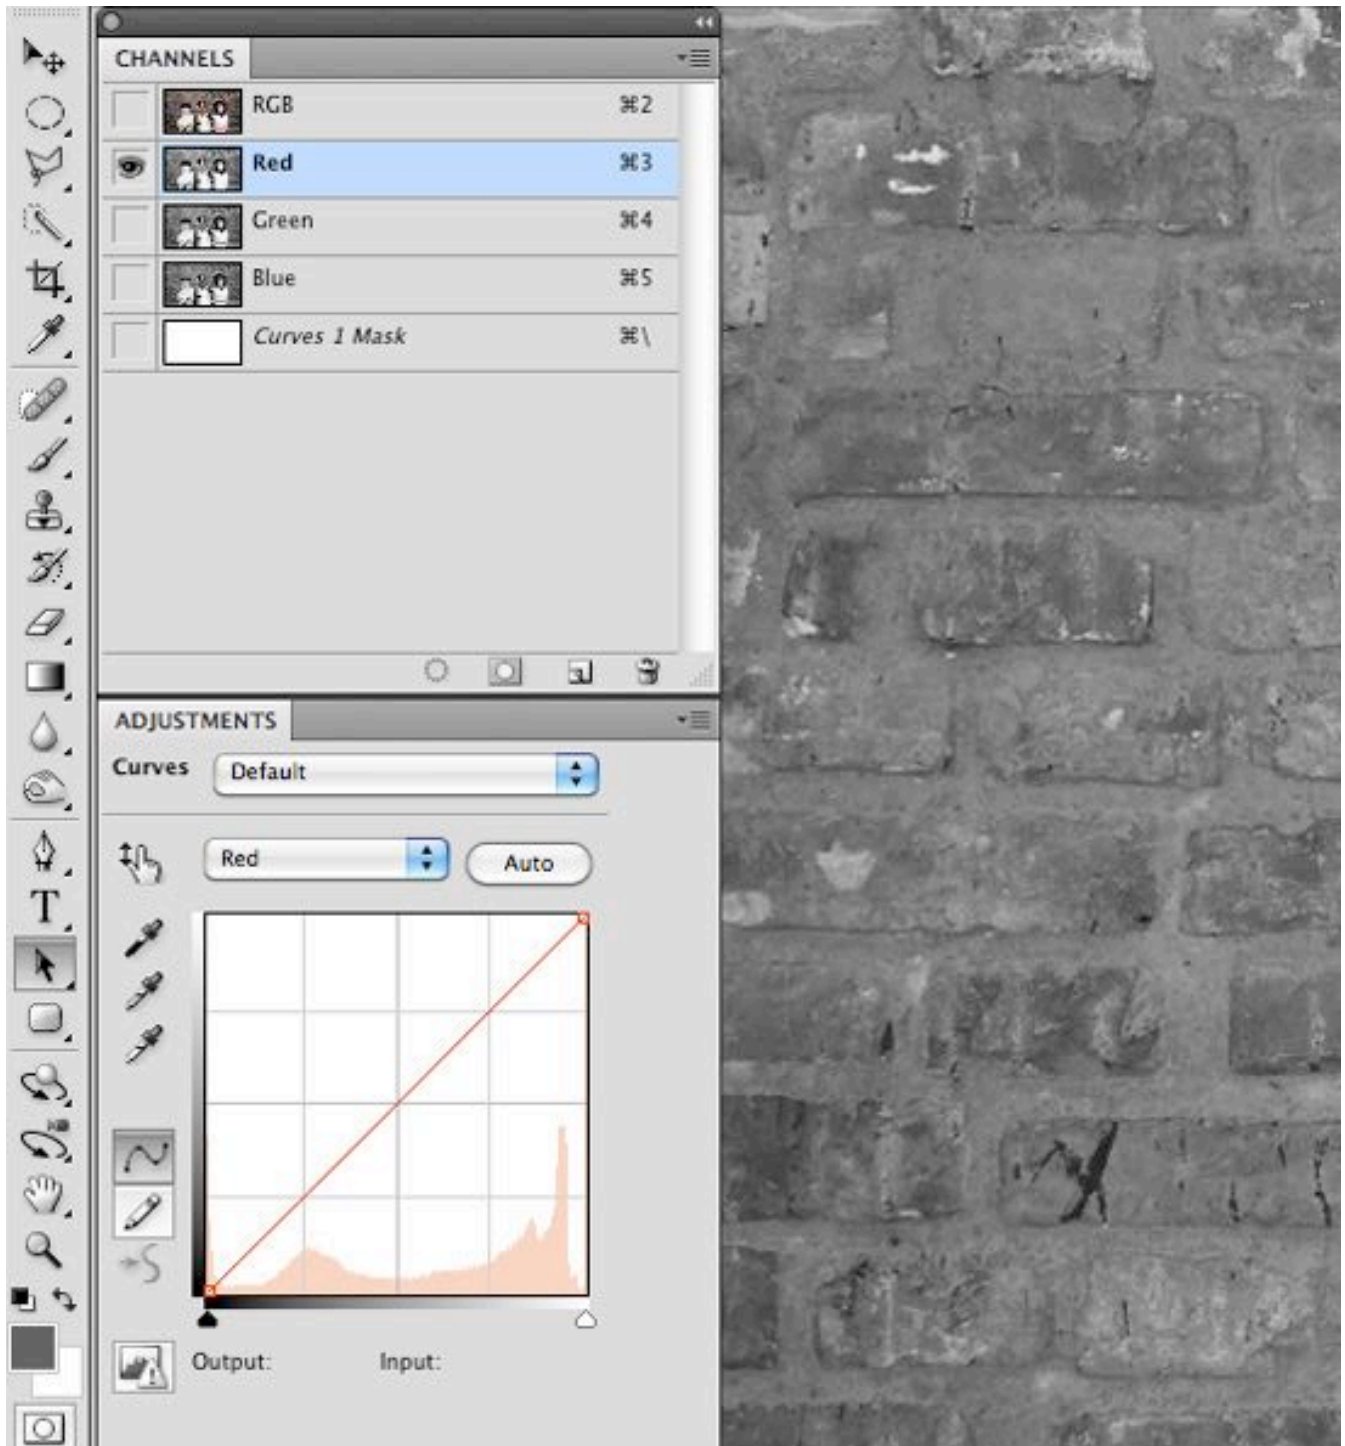 CHANNELS
RGB ⌘2
Red ⌘3
Green ⌘4
Blue ⌘5
Curves 1 Mask ⌘\
ADJUSTMENTS
Curves Default
Red Auto
Output: Input: